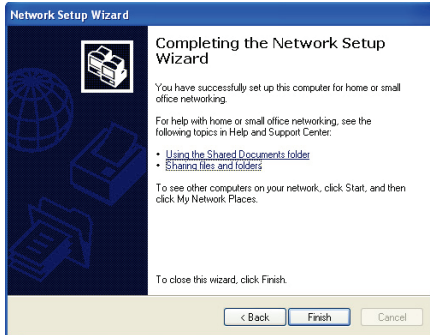 Network Setup Wizard
Completing the Network Setup
Wizard
You have successfully set up this computer for home or small
office networking.
For help with home or small office networking, see the
following topics in Help and Support Center:
• Using the Shared Documents folder
• Sharing files and folders
To see other computers on your network, click Start, and then
click My Network Places.
To close this wizard, click Finish.
< Back
Finish
Cancel